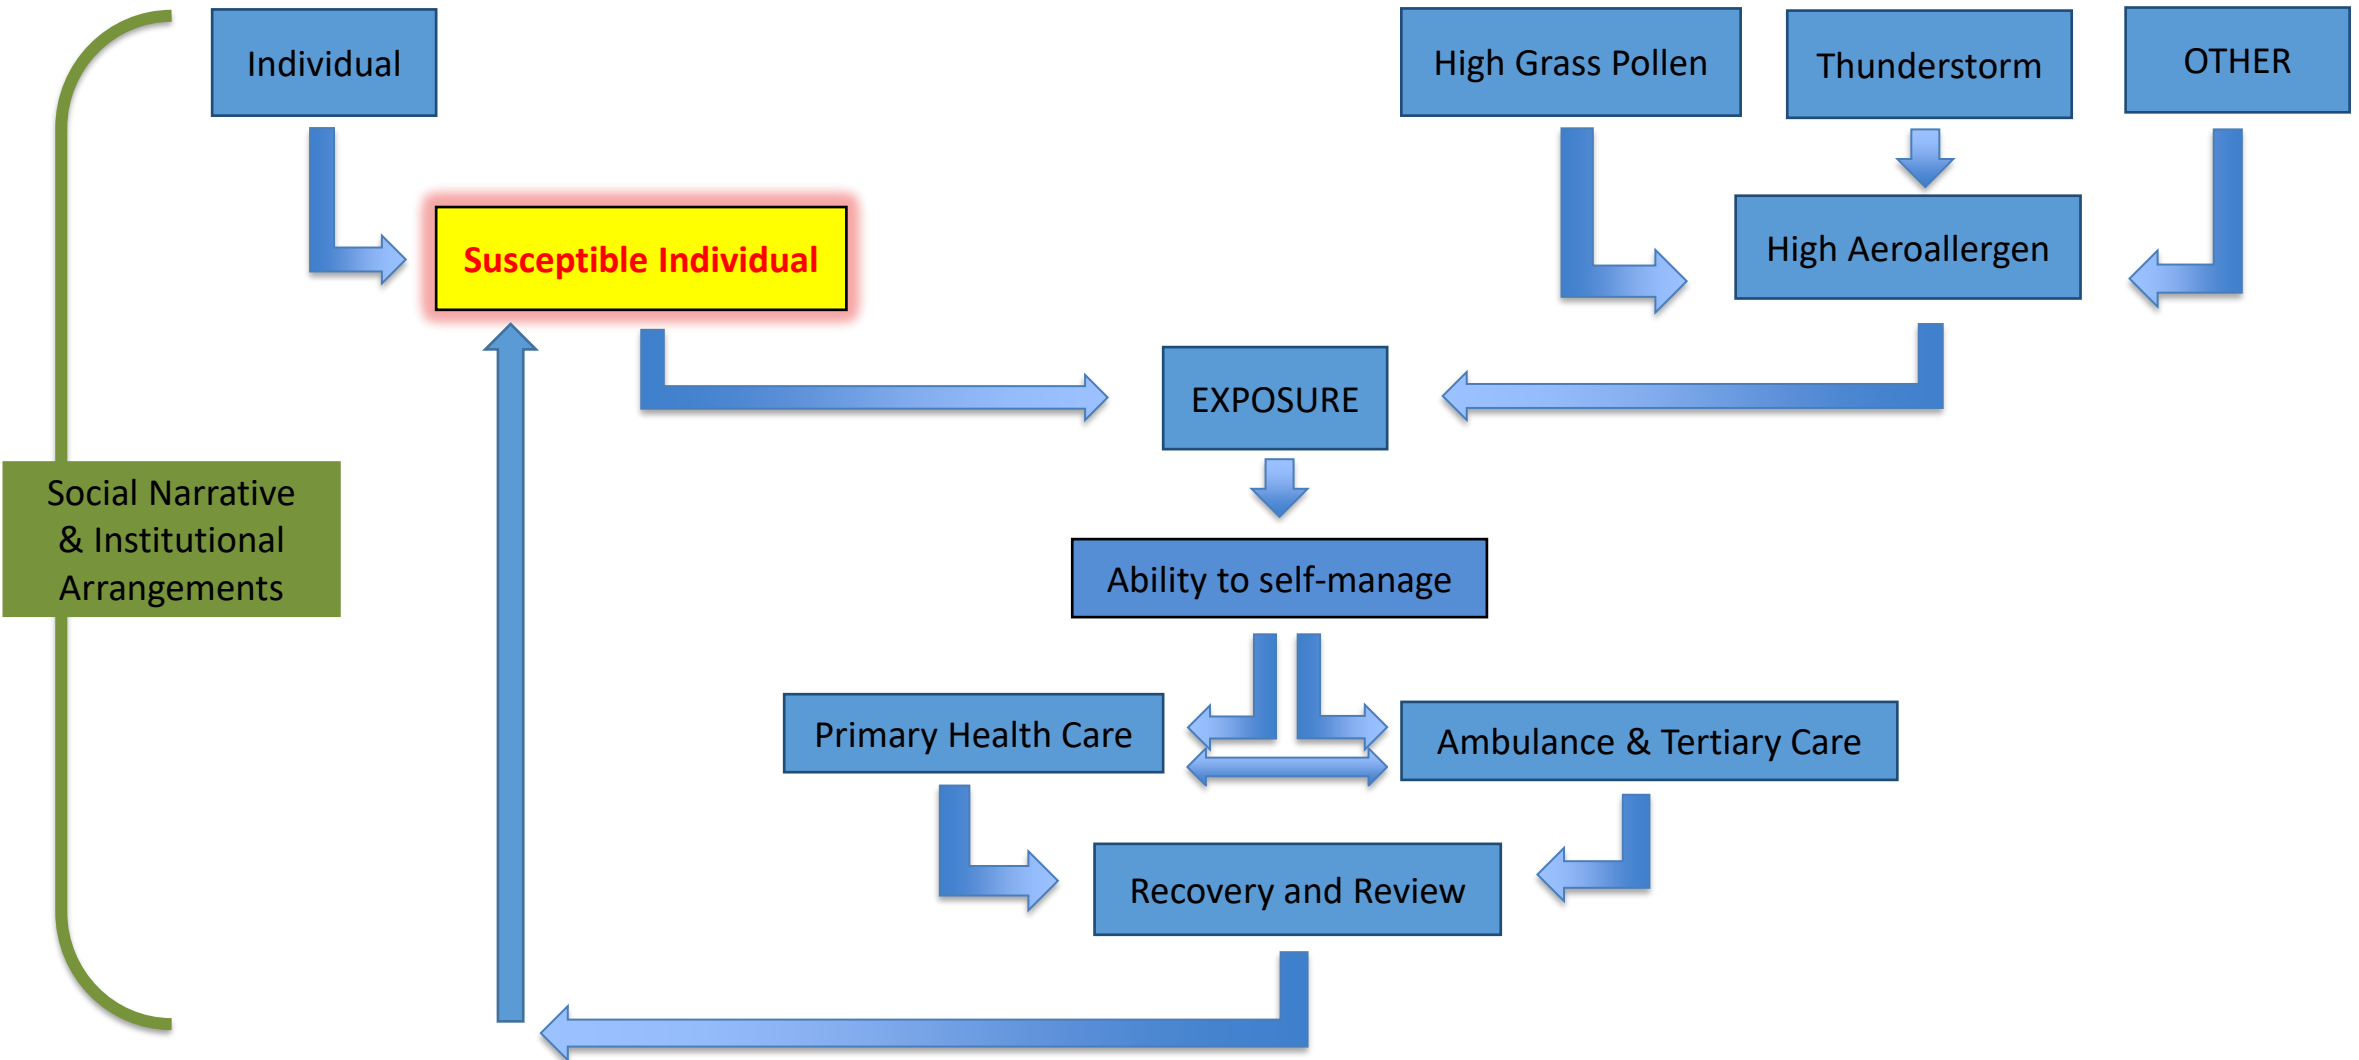 Individual
High Grass Pollen
Thunderstorm
OTHER
Susceptible Individual
High Aeroallergen
EXPOSURE
Social Narrative
& Institutional
Arrangements
Ability to self-manage
Primary Health Care
Ambulance & Tertiary Care
Recovery and Review